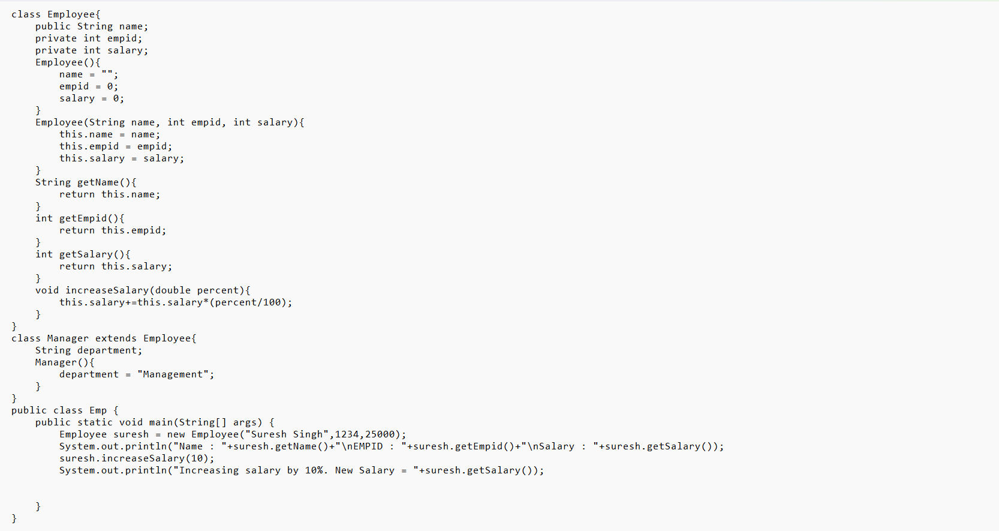 class Employee{
    public String name;
    private int empid;
    private int salary;
    Employee(){
        name = "";
        empid = 0;
        salary = 0;
    }
    Employee(String name, int empid, int salary){
        this.name = name;
        this.empid = empid;
        this.salary = salary;
    }
    String getName(){
        return this.name;
    }
    int getEmpid(){
        return this.empid;
    }
    int getSalary(){
        return this.salary;
    }
    void increaseSalary(double percent){
        this.salary+=this.salary*(percent/100);
    }
}
class Manager extends Employee{
    String department;
    Manager(){
        department = "Management";
    }
}
public class Emp {
    public static void main(String[] args) {
        Employee suresh = new Employee("Suresh Singh",1234,25000);
        System.out.println("Name : "+suresh.getName()+"\nEMPID : "+suresh.getEmpid()+"\nSalary : "+suresh.getSalary());
        suresh.increaseSalary(10);
        System.out.println("Increasing salary by 10%. New Salary = "+suresh.getSalary());
    }
}